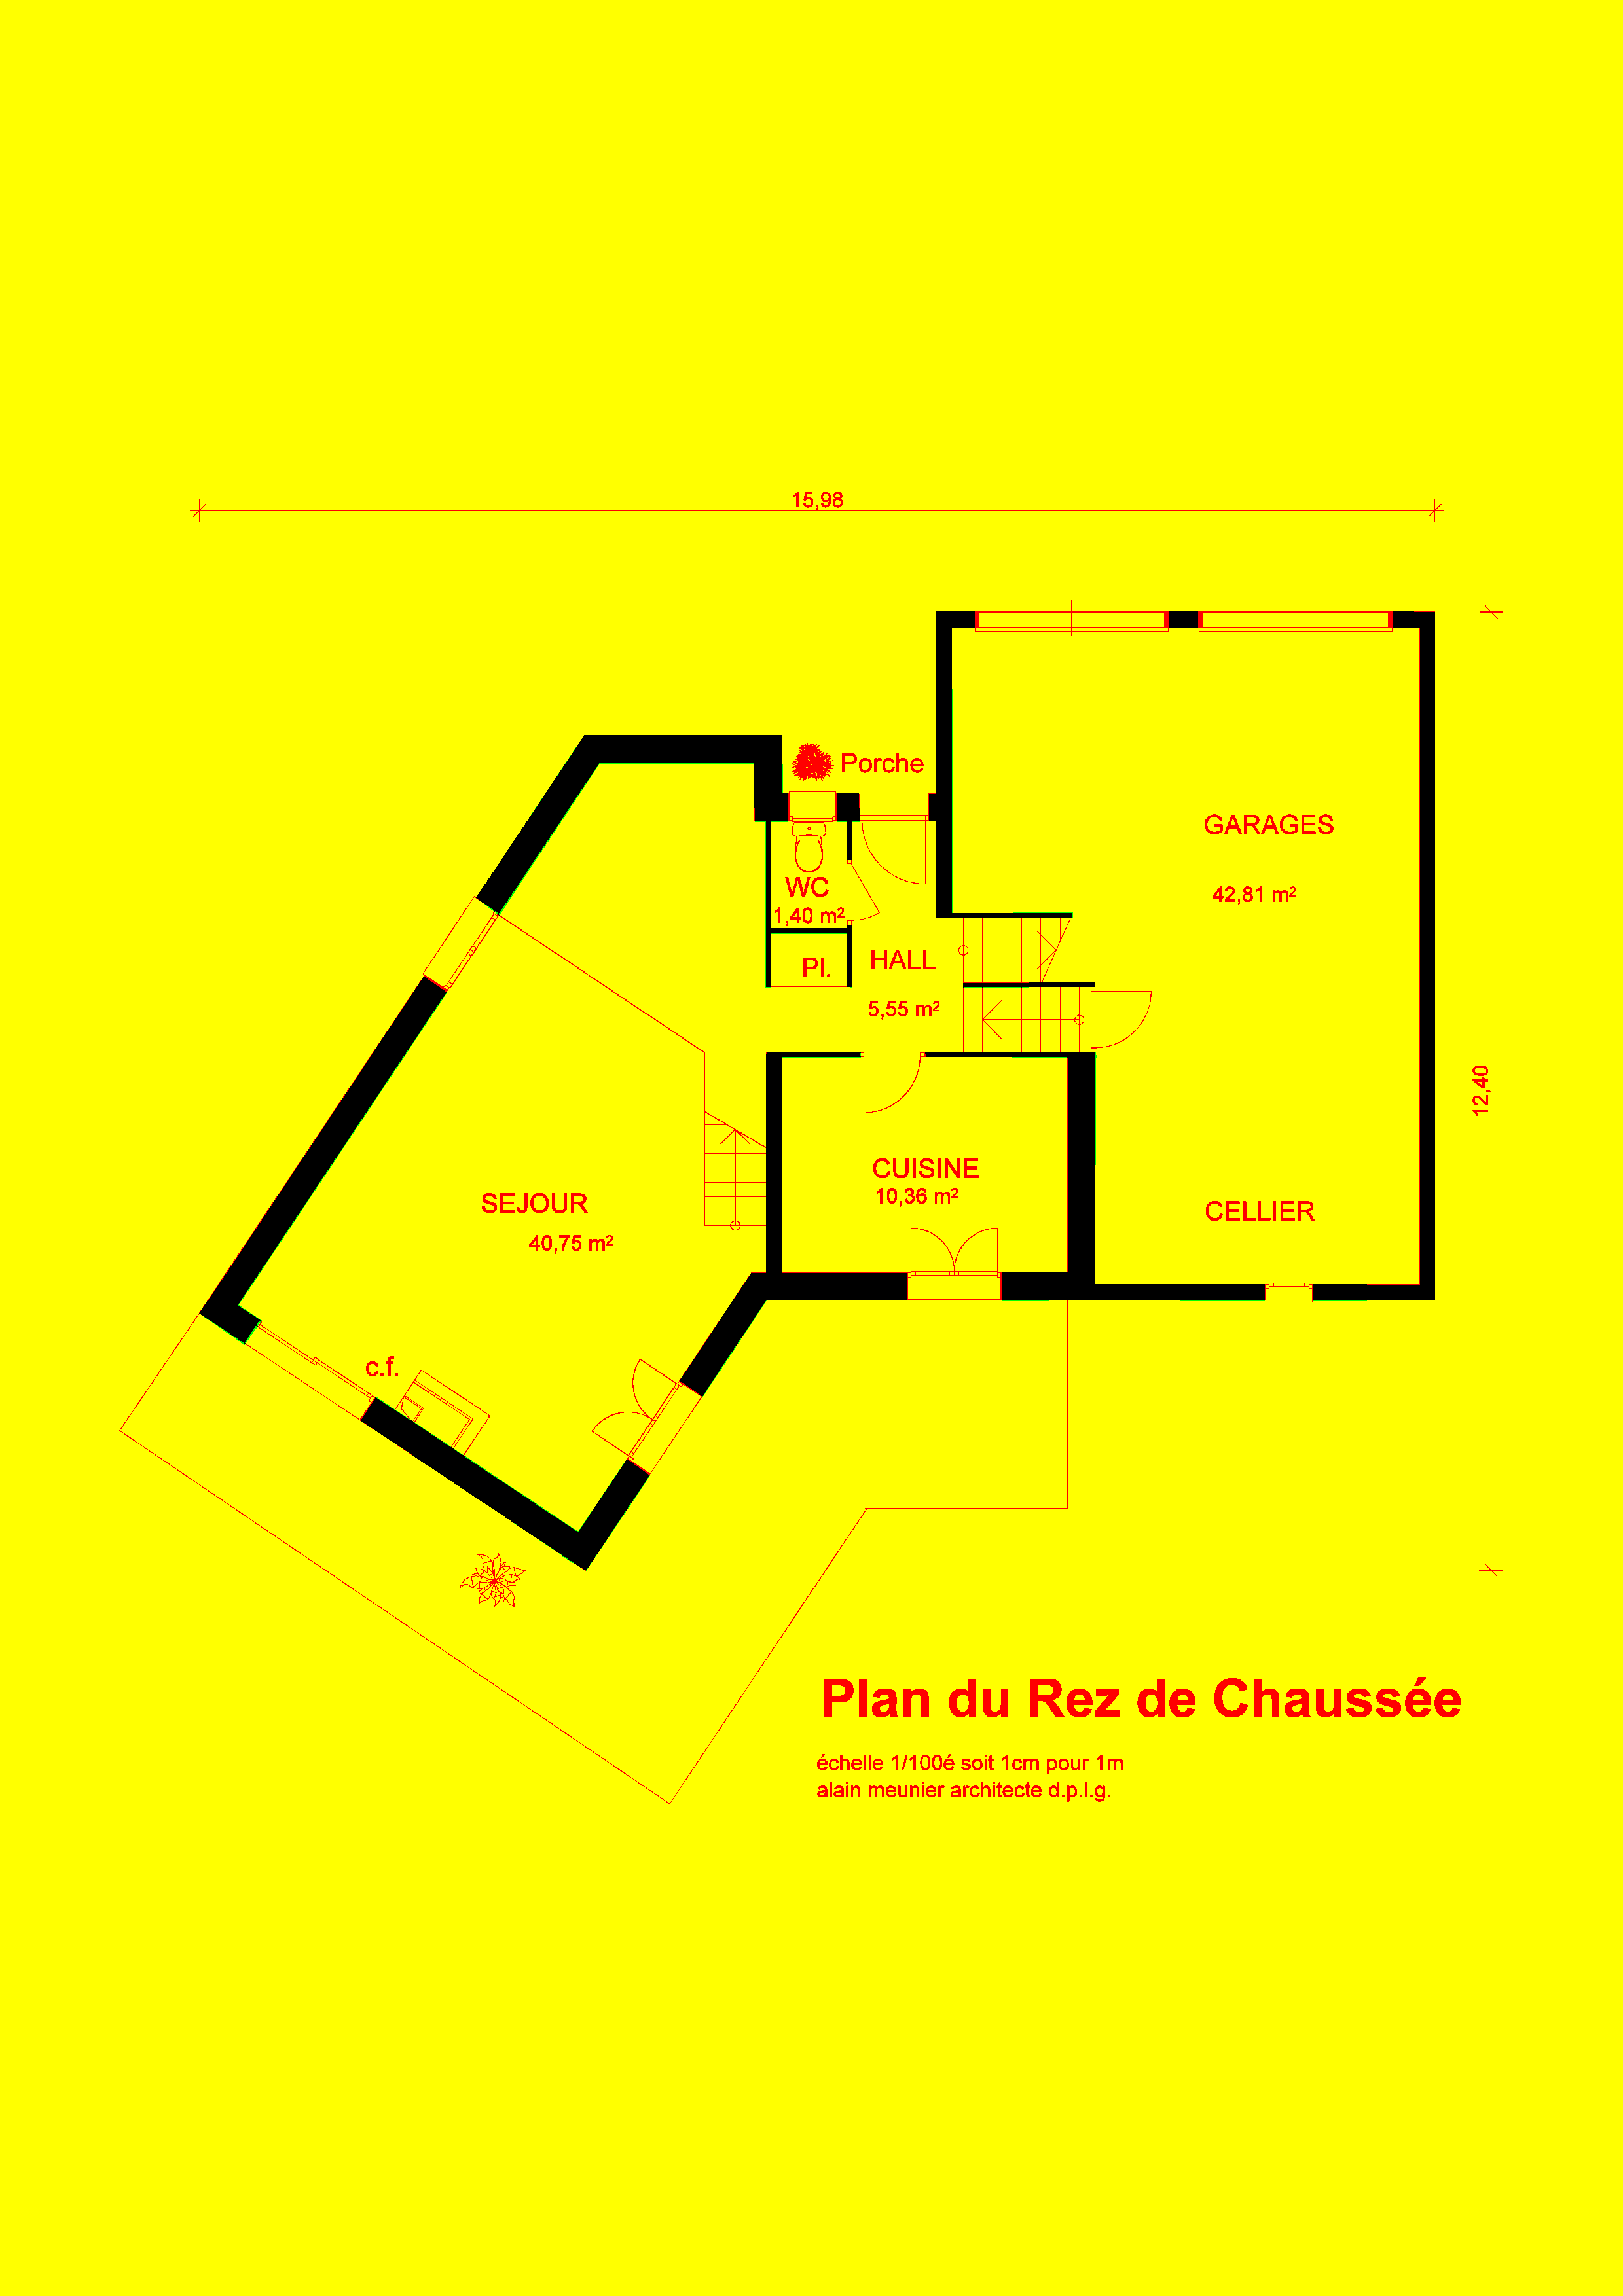 15,98
Porche
GARAGES
42,81 m²
WC
1,40 m²
Pl.
HALL
5,55 m²
12,40
CUISINE
10,36 m²
SEJOUR
40,75 m²
CELLIER
c.f.
Plan du Rez de Chaussée
échelle 1/100é soit 1cm pour 1m
alain meunier architecte d.p.l.g.